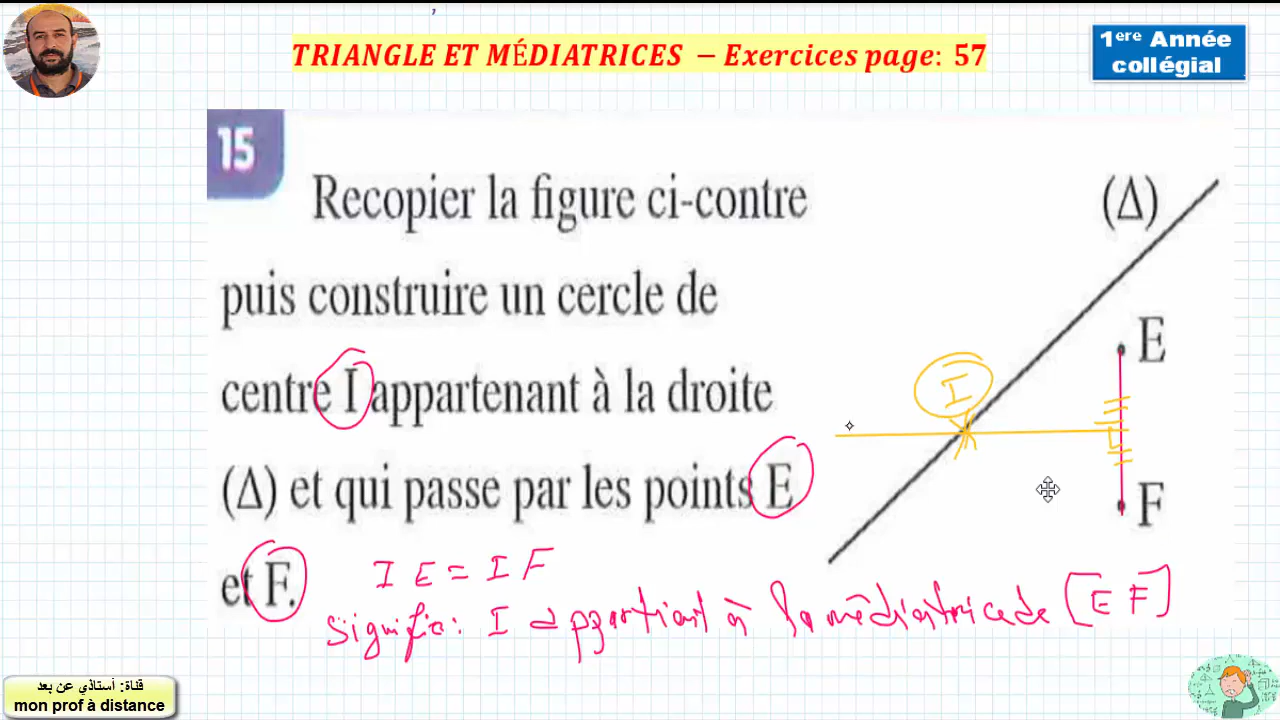 TRIANGLE ET MÉDIATRICES – Exercices page: 57
1ere Année
collégial
15
Recopier la figure ci-contre
puis construire un cercle de
centre I appartenant à la droite
(Δ) et qui passe par les points E
et F.
(Δ)
E
I
F
I E = I F
Signifie: I appartient à la médiatrice de [E F]
قناة: أستاذي عن بعد
mon prof à distance